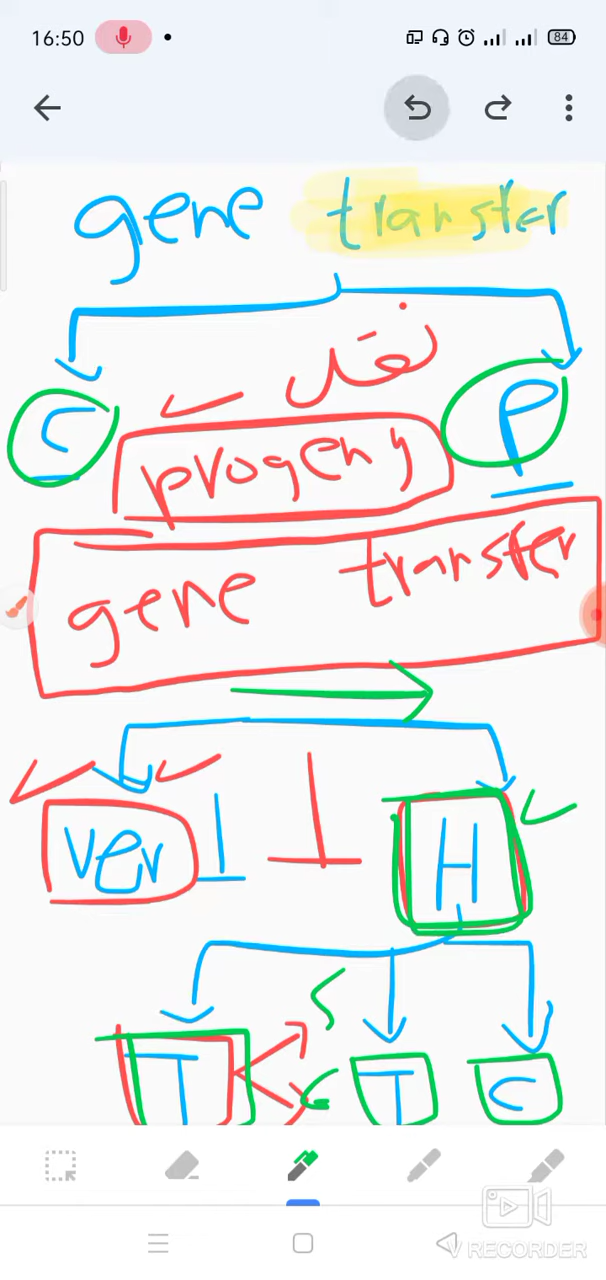 16:50 84
gene transfer
نقل
C P
progeny
gene transfer
ver H
T T C
V RECORDER